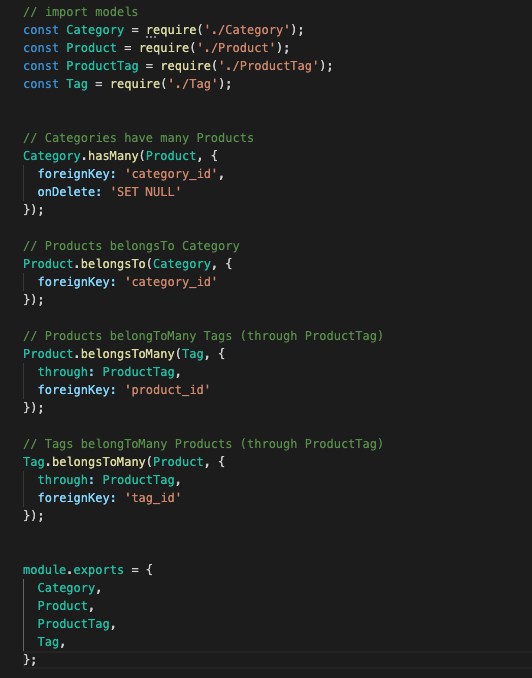 // import models
const Category = require('./Category');
const Product = require('./Product');
const ProductTag = require('./ProductTag');
const Tag = require('./Tag');
// Categories have many Products
Category.hasMany(Product, {
  foreignKey: 'category_id',
  onDelete: 'SET NULL'
});
// Products belongsTo Category
Product.belongsTo(Category, {
  foreignKey: 'category_id'
});
// Products belongToMany Tags (through ProductTag)
Product.belongsToMany(Tag, {
  through: ProductTag,
  foreignKey: 'product_id'
});
// Tags belongToMany Products (through ProductTag)
Tag.belongsToMany(Product, {
  through: ProductTag,
  foreignKey: 'tag_id'
});
module.exports = {
  Category,
  Product,
  ProductTag,
  Tag,
};